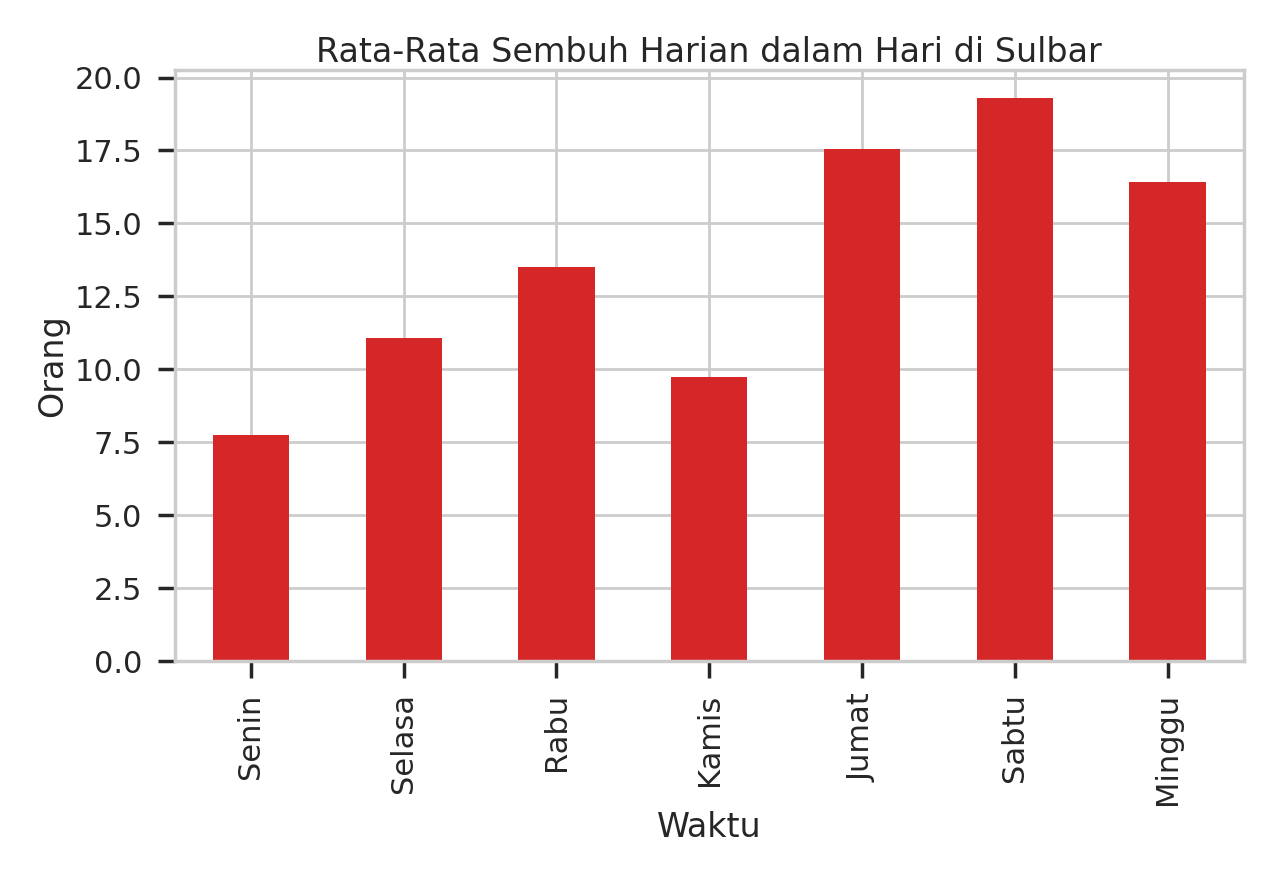 Rata-Rata Sembuh Harian dalam Hari di Sulbar
20.0
17.5
15.0
12.5
10.0
7.5
5.0
2.5
0.0
Orang
Senin
Selasa
Rabu
Kamis
Jumat
Sabtu
Minggu
Waktu